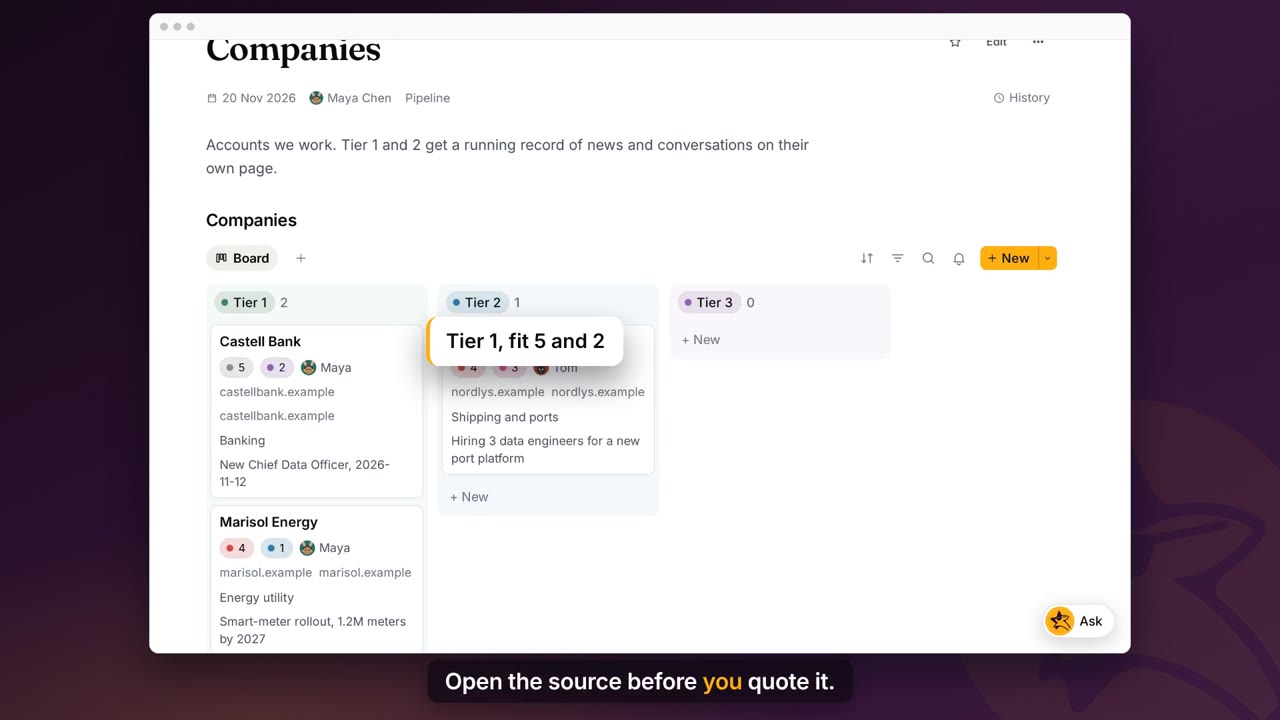 Companies
Edit
20 Nov 2026 Maya Chen Pipeline
History
Accounts we work. Tier 1 and 2 get a running record of news and conversations on their
own page.
Companies
Board
+ New
Tier 1 2
Castell Bank
5 2 Maya
castellbank.example
castellbank.example
Banking
New Chief Data Officer, 2026-
11-12
Marisol Energy
4 1 Maya
marisol.example marisol.example
Energy utility
Smart-meter rollout, 1.2M meters
by 2027
Tier 2 1
Tier 1, fit 5 and 2
4 3 Tom
nordlys.example nordlys.example
Shipping and ports
Hiring 3 data engineers for a new
port platform
+ New
Tier 3 0
+ New
Ask
Open the source before you quote it.